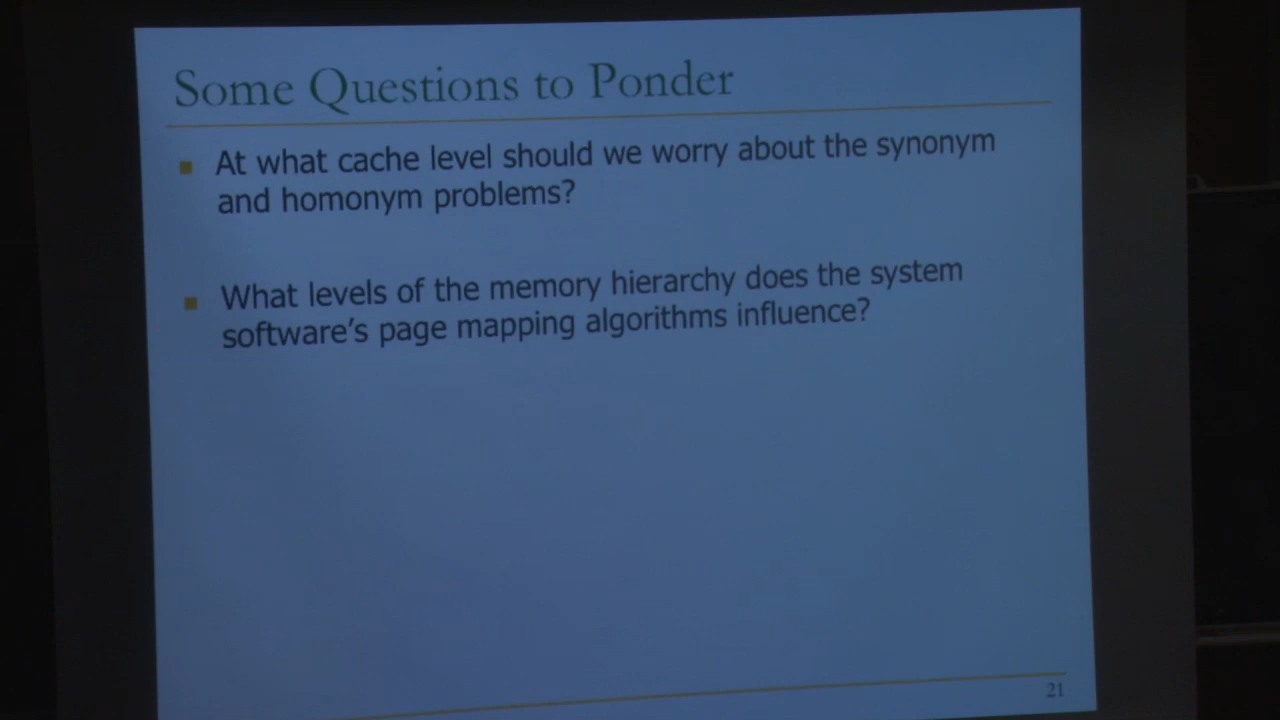 Some Questions to Ponder
At what cache level should we worry about the synonym
and homonym problems?
What levels of the memory hierarchy does the system
software's page mapping algorithms influence?
21